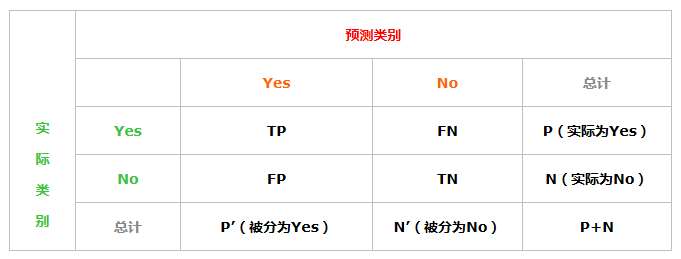 预测类别
Yes No 总计
实际类别
Yes TP FN P（实际为Yes）
No FP TN N（实际为No）
总计 P′（被分为Yes） N′（被分为No） P+N